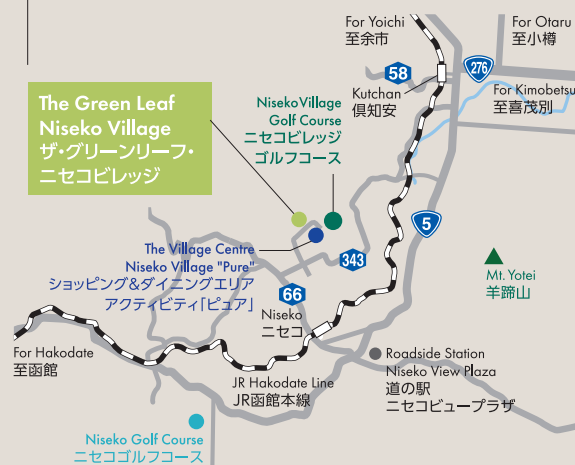 For Yoichi
至余市
For Otaru
至小樽
58
276
Kutchan
倶知安
For Kimobetsu
至喜茂別
The Green Leaf
Niseko Village
ザ・グリーンリーフ・
ニセコビレッジ
Niseko Village
Golf Course
ニセコビレッジ
ゴルフコース
5
The Village Centre
Niseko Village "Pure"
ショッピング&ダイニングエリア
アクティビティ「ピュア」
343
Mt. Yotei
羊蹄山
66
Niseko
ニセコ
For Hakodate
至函館
JR Hakodate Line
JR函館本線
Roadside Station
Niseko View Plaza
道の駅
ニセコビュープラザ
Niseko Golf Course
ニセコゴルフコース